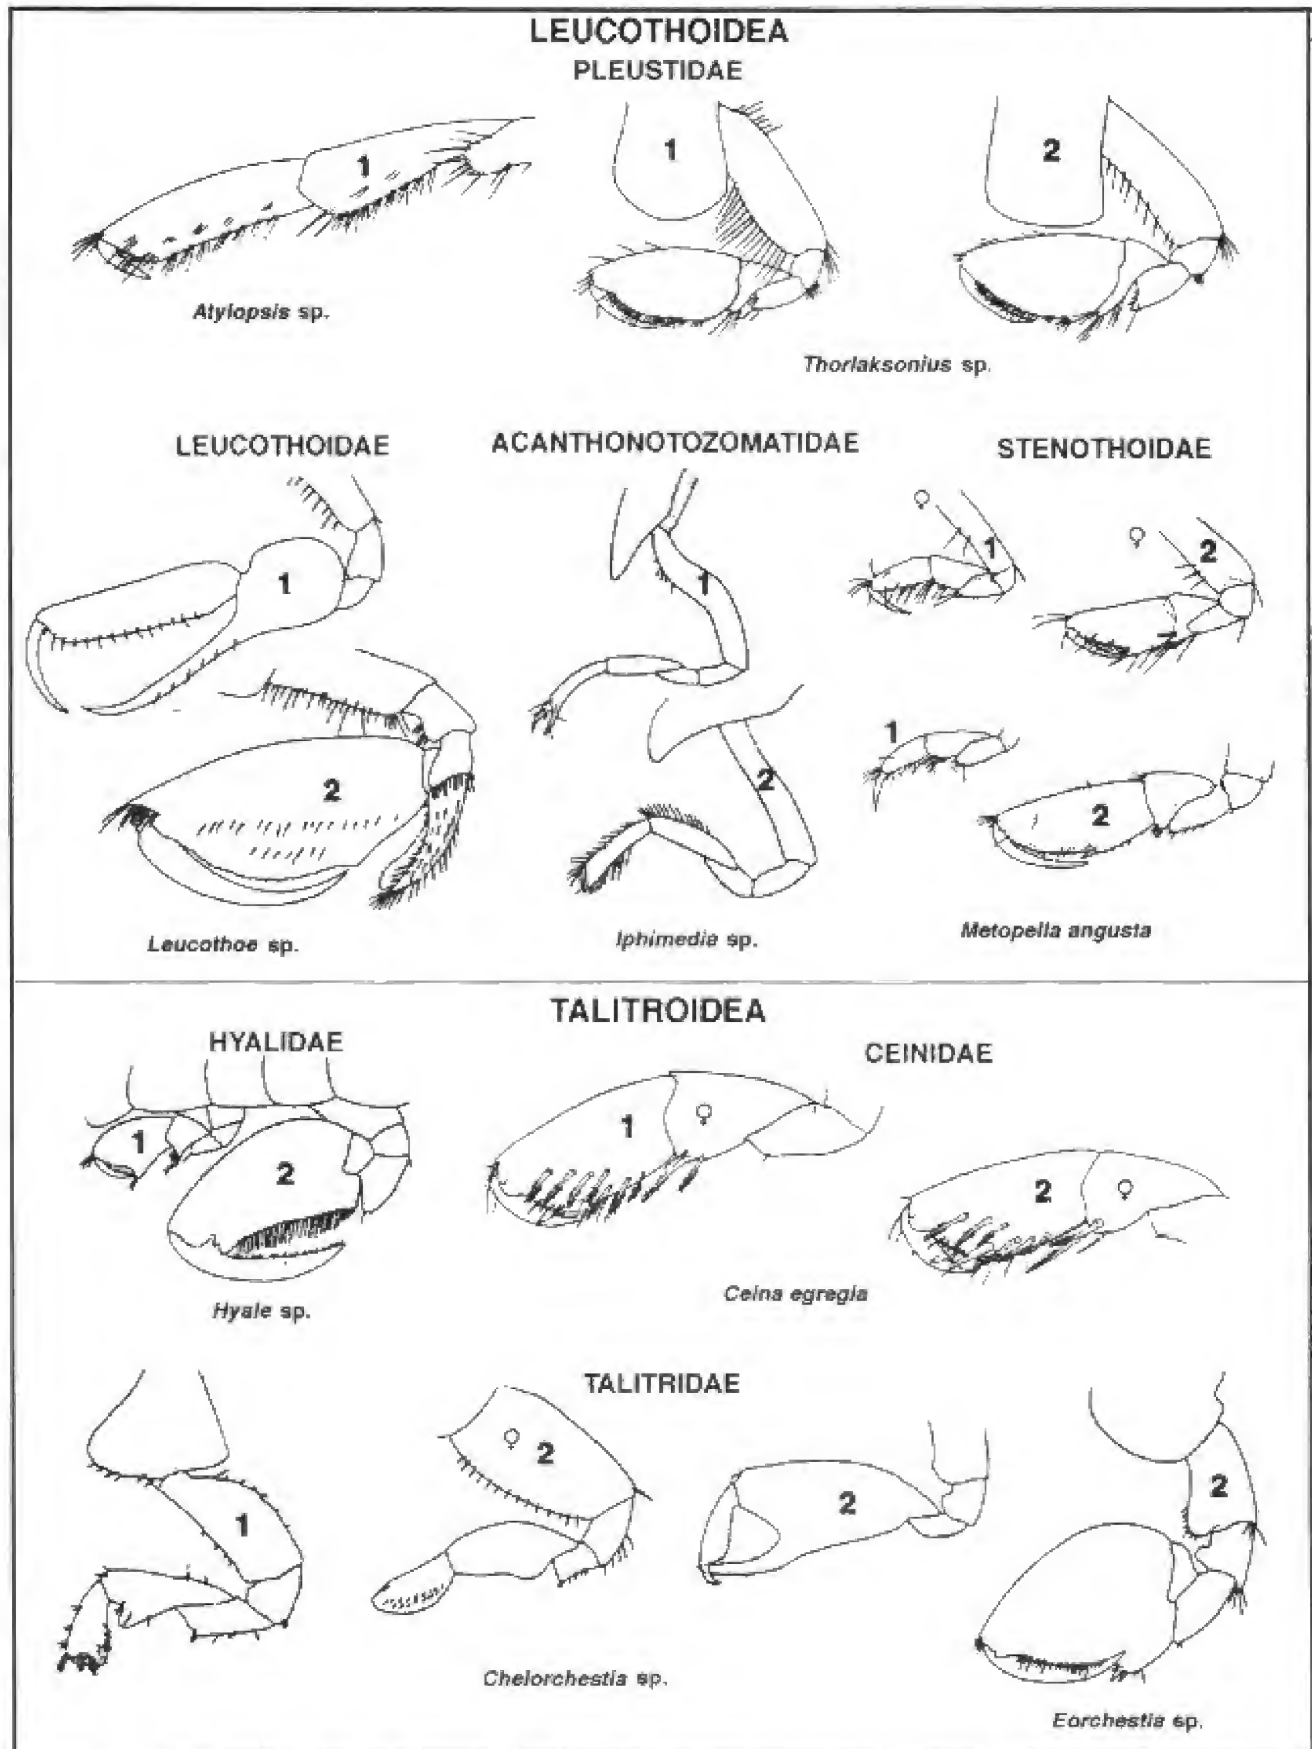 LEUCOTHOIDEA
PLEUSTIDAE
1
1
2
Atylopsis sp.
Thorlaksonius sp.
LEUCOTHOIDAE
ACANTHONOTOZOMATIDAE
STENOTHOIDAE
♀
1
♀
2
1
1
2
1
2
2
Leucothoe sp.
Iphimedia sp.
Metopella angusta
TALITROIDEA
HYALIDAE
CEINIDAE
1
2
1
♀
2
♀
Hyale sp.
Ceina egregia
TALITRIDAE
1
♀ 2
2
2
Chelorchestia sp.
Eorchestia sp.